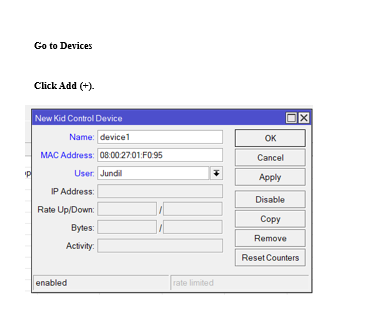 Go to Devices
Click Add (+).
New Kid Control Device
Name: device1
OK
MAC Address: 08:00:27:01:F0:95
Cancel
User: Jundil
Apply
IP Address:
Disable
Rate Up/Down: /
Copy
Bytes: /
Remove
Activity:
Reset Counters
enabled
rate limited